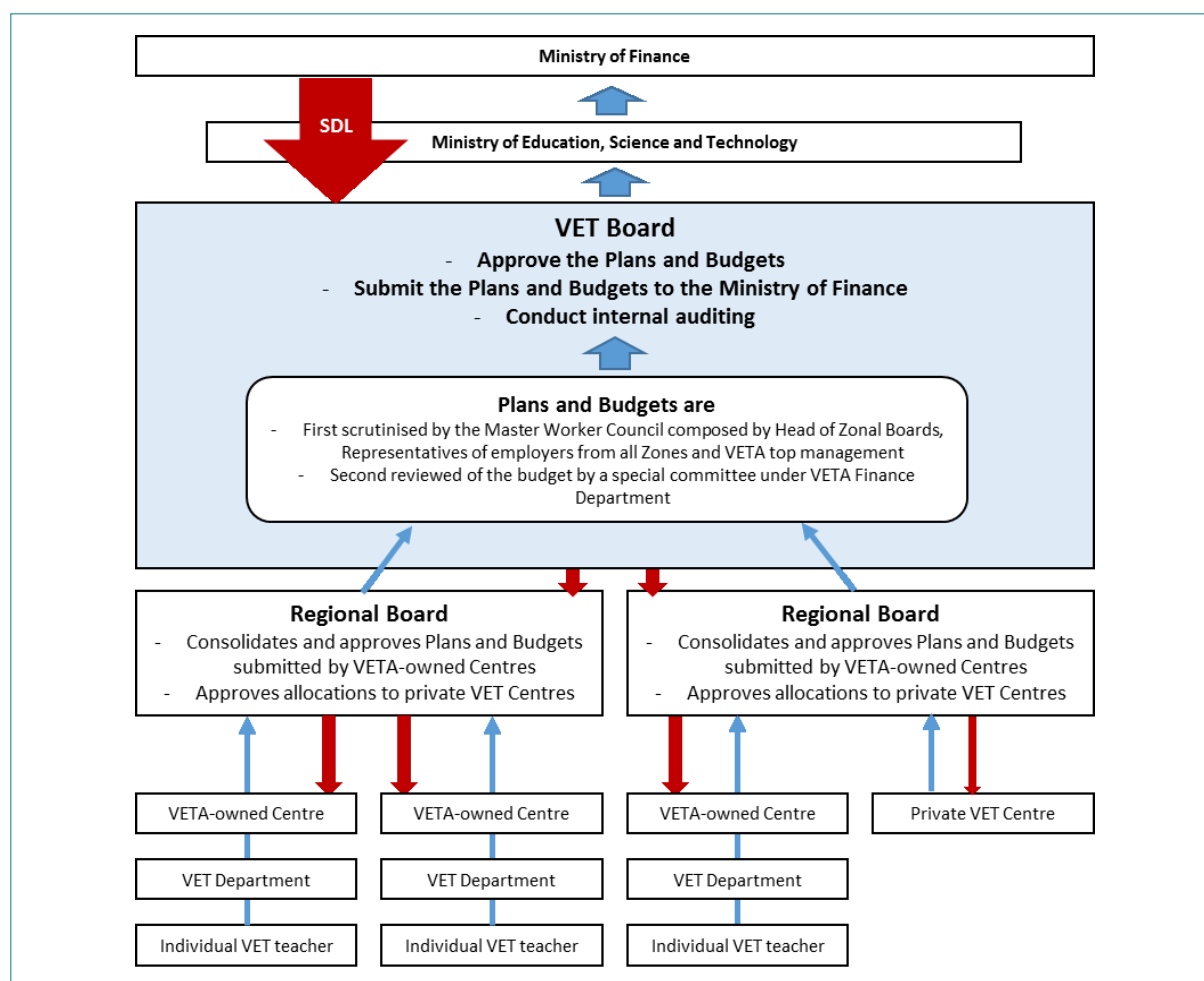 Ministry of Finance
SDL
Ministry of Education, Science and Technology
VET Board
- Approve the Plans and Budgets
- Submit the Plans and Budgets to the Ministry of Finance
- Conduct internal auditing
Plans and Budgets are
- First scrutinised by the Master Worker Council composed by Head of Zonal Boards,
Representatives of employers from all Zones and VETA top management
- Second reviewed of the budget by a special committee under VETA Finance
Department
Regional Board
- Consolidates and approves Plans and Budgets
submitted by VETA-owned Centres
- Approves allocations to private VET Centres
Regional Board
- Consolidates and approves Plans and Budgets
submitted by VETA-owned Centres
- Approves allocations to private VET Centres
VETA-owned Centre
VETA-owned Centre
VETA-owned Centre
Private VET Centre
VET Department
VET Department
VET Department
Individual VET teacher
Individual VET teacher
Individual VET teacher